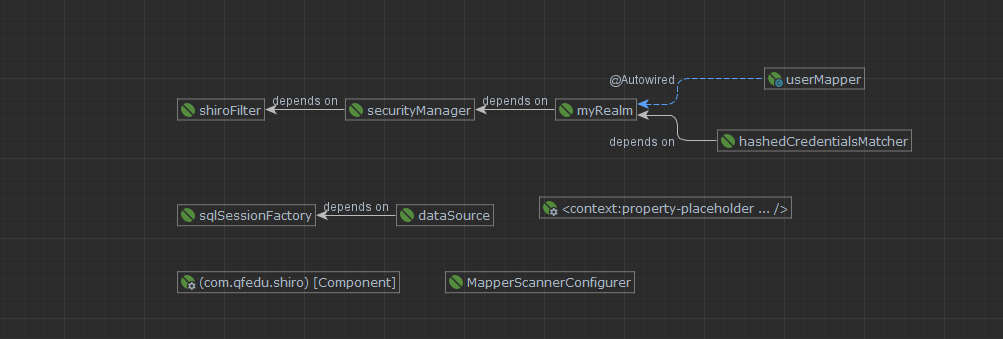 @Autowired
userMapper
depends on
depends on
shiroFilter
securityManager
myRealm
depends on
hashedCredentialsMatcher
depends on
sqlSessionFactory
dataSource
<context:property-placeholder ... />
(com.qfedu.shiro) [Component]
MapperScannerConfigurer